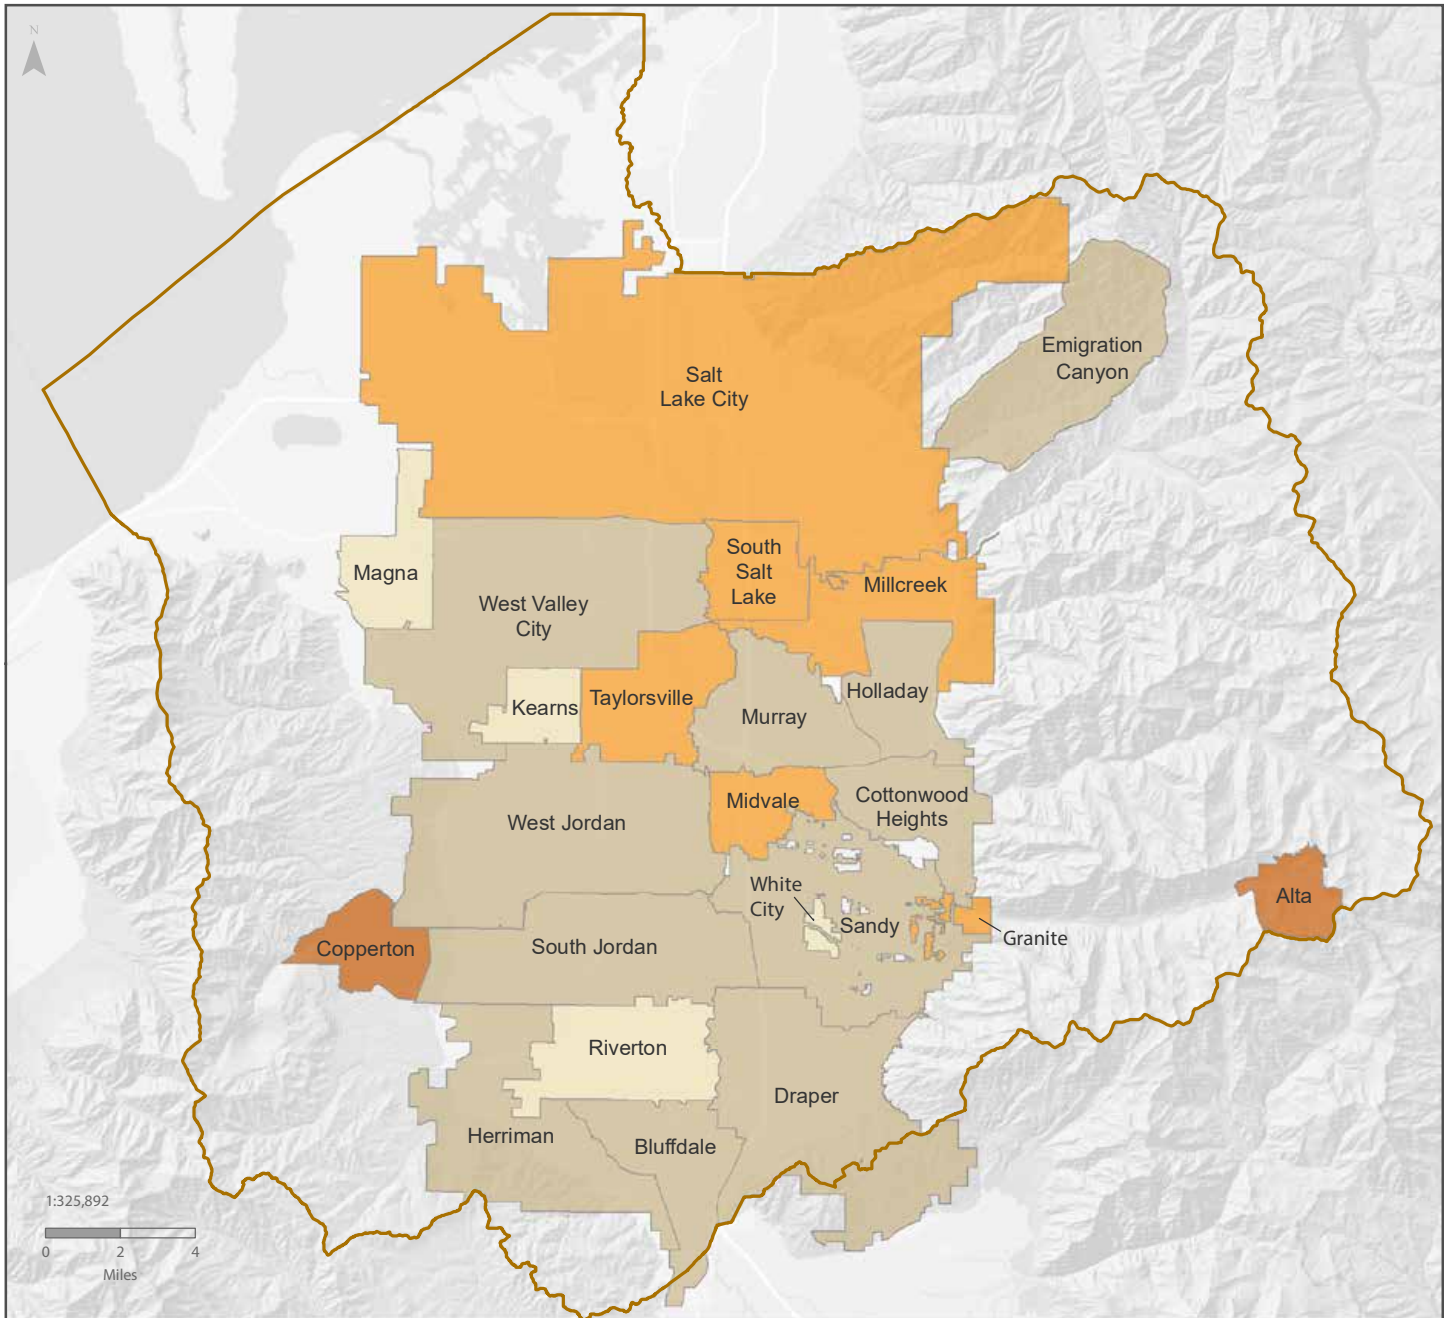 N
Emigration
Canyon
Salt
Lake City
South
Salt
Lake
Magna
Millcreek
West Valley
City
Holladay
Taylorsville
Kearns
Murray
Midvale
Cottonwood
Heights
West Jordan
White
City
Alta
Sandy
Granite
Copperton
South Jordan
Riverton
Draper
Herriman
Bluffdale
1:325,892
0 2 4
Miles